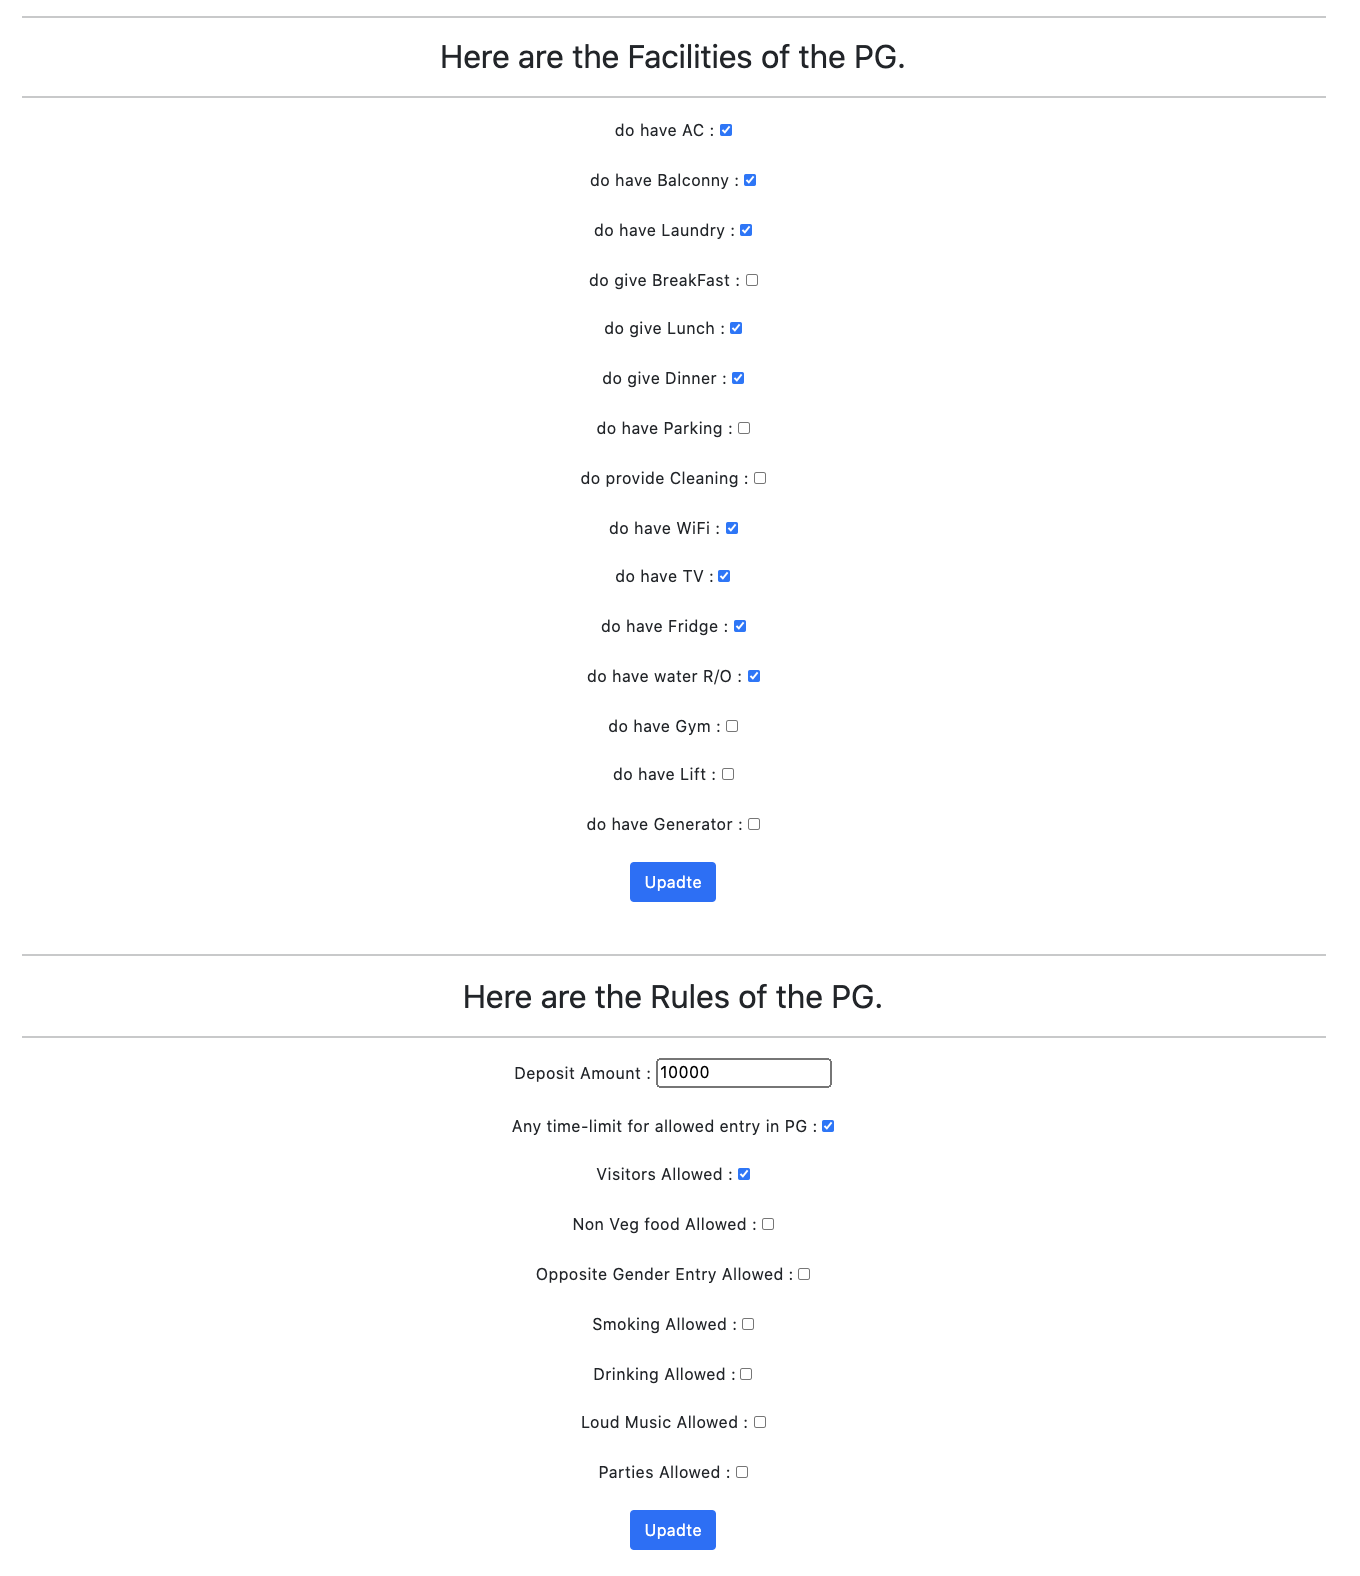 Here are the Facilities of the PG.
do have AC :
do have Balconny :
do have Laundry :
do give BreakFast :
do give Lunch :
do give Dinner :
do have Parking :
do provide Cleaning :
do have WiFi :
do have TV :
do have Fridge :
do have water R/O :
do have Gym :
do have Lift :
do have Generator :
Upadte
Here are the Rules of the PG.
Deposit Amount : 10000
Any time-limit for allowed entry in PG :
Visitors Allowed :
Non Veg food Allowed :
Opposite Gender Entry Allowed :
Smoking Allowed :
Drinking Allowed :
Loud Music Allowed :
Parties Allowed :
Upadte